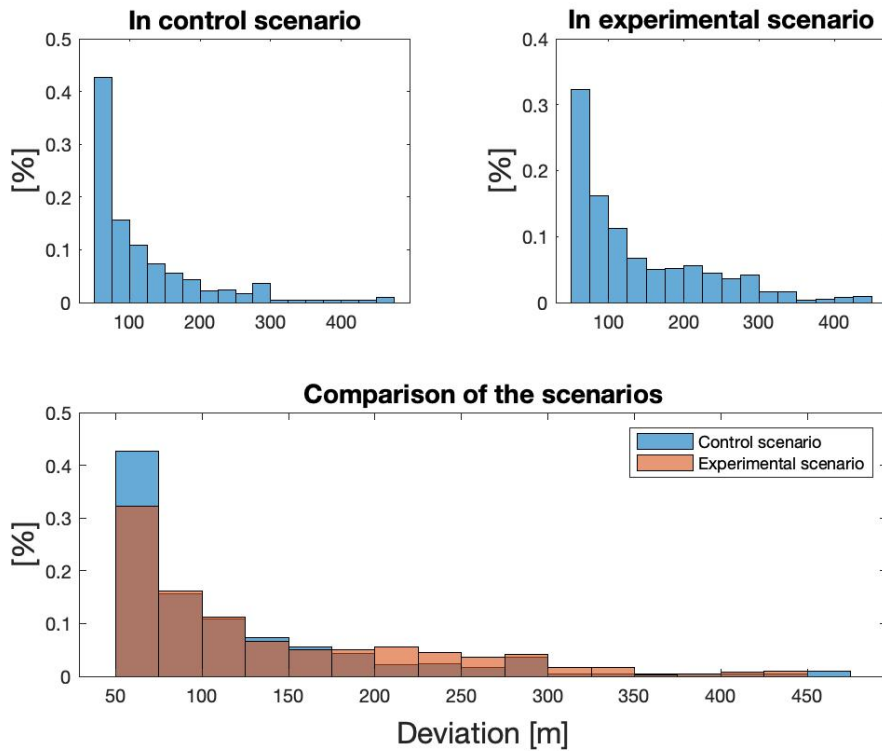 In control scenario
0.5
0.4
0.3
0.2
0.1
0
[%]
100 200 300 400
In experimental scenario
0.4
0.3
0.2
0.1
0
[%]
100 200 300 400
Comparison of the scenarios
0.5
0.4
0.3
0.2
0.1
0
[%]
Control scenario
Experimental scenario
50 100 150 200 250 300 350 400 450
Deviation [m]